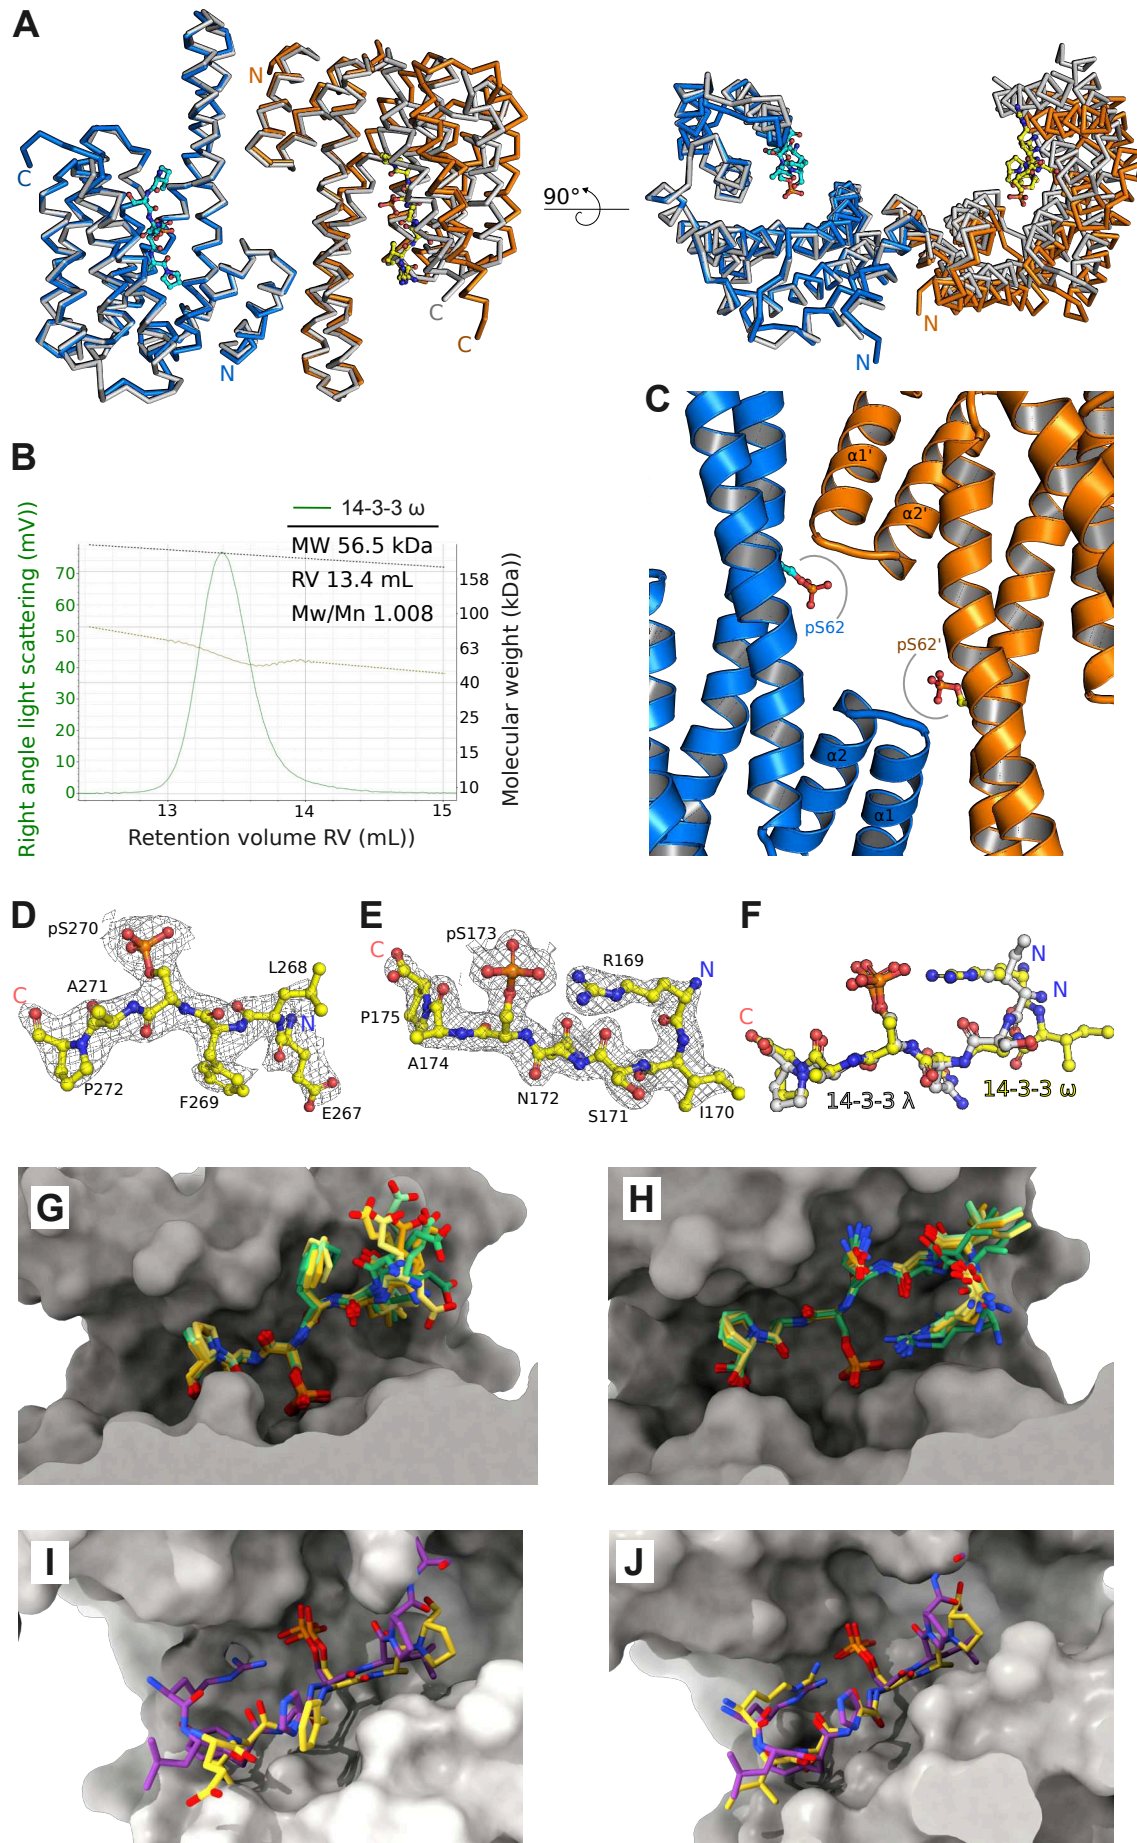 A
N
C
N
C
C
90°
N
N
B
14-3-3 ω
MW 56.5 kDa
RV 13.4 mL
Mw/Mn 1.008
Right angle light scattering (mV))
70
60
50
40
30
20
10
0
158
100
63
40
25
15
10
Molecular weight (kDa))
13
14
15
Retention volume RV (mL))
C
α1'
α2'
pS62
pS62'
α2
α1
D
pS270
L268
A271
C
N
P272
F269
E267
E
pS173
C
R169
N
P175
A174
N172
S171
I170
F
N
N
C
14-3-3 λ
14-3-3 ω
G
H
I
J